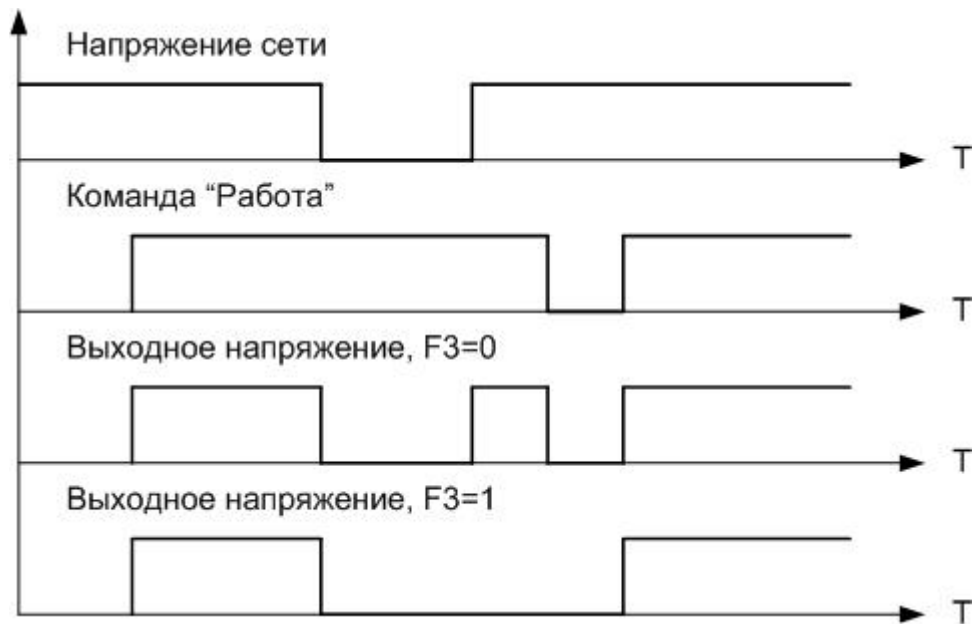 Напряжение сети
T
Команда “Работа”
T
Выходное напряжение, F3=0
T
Выходное напряжение, F3=1
T